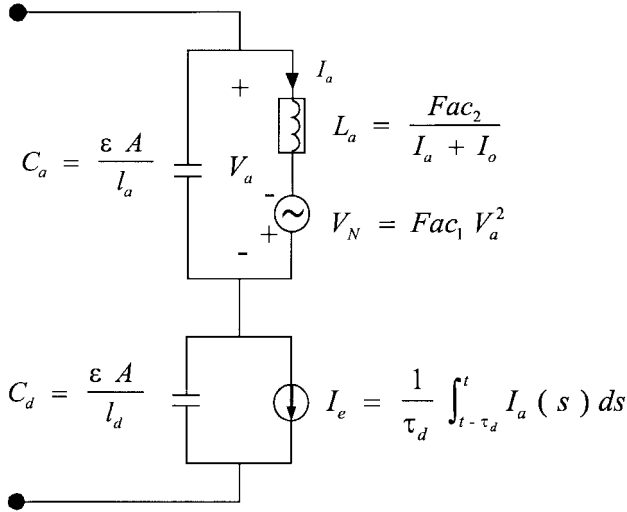 I_a
+
L_a = Fac_2 / (I_a + I_o)
C_a = ε A / l_a
V_a
-
+
V_N = Fac_1 V_a^2
-
C_d = ε A / l_d
I_e = 1/τ_d ∫_{t - τ_d}^{t} I_a ( s ) ds